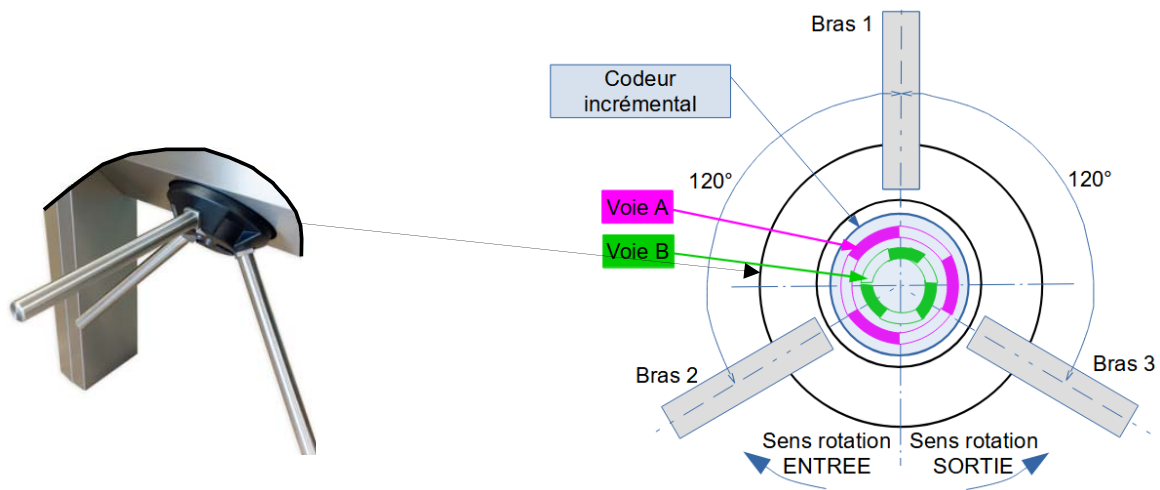 Bras 1
Codeur
incrémental
120°
120°
Voie A
Voie B
Bras 2
Bras 3
Sens rotation
ENTREE
Sens rotation
SORTIE